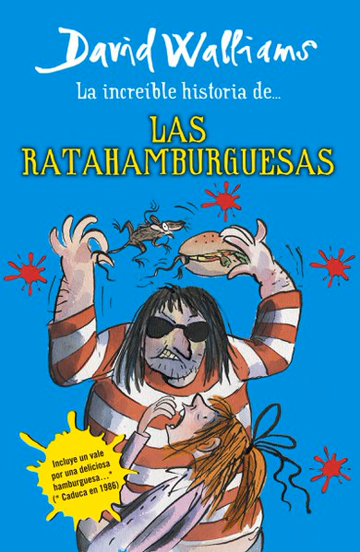 David Walliams
La increíble historia de...
LAS
RATAHAMBURGUESAS
Incluye un vale
por una deliciosa
hamburguesa...*
(* Caduca en 1986)